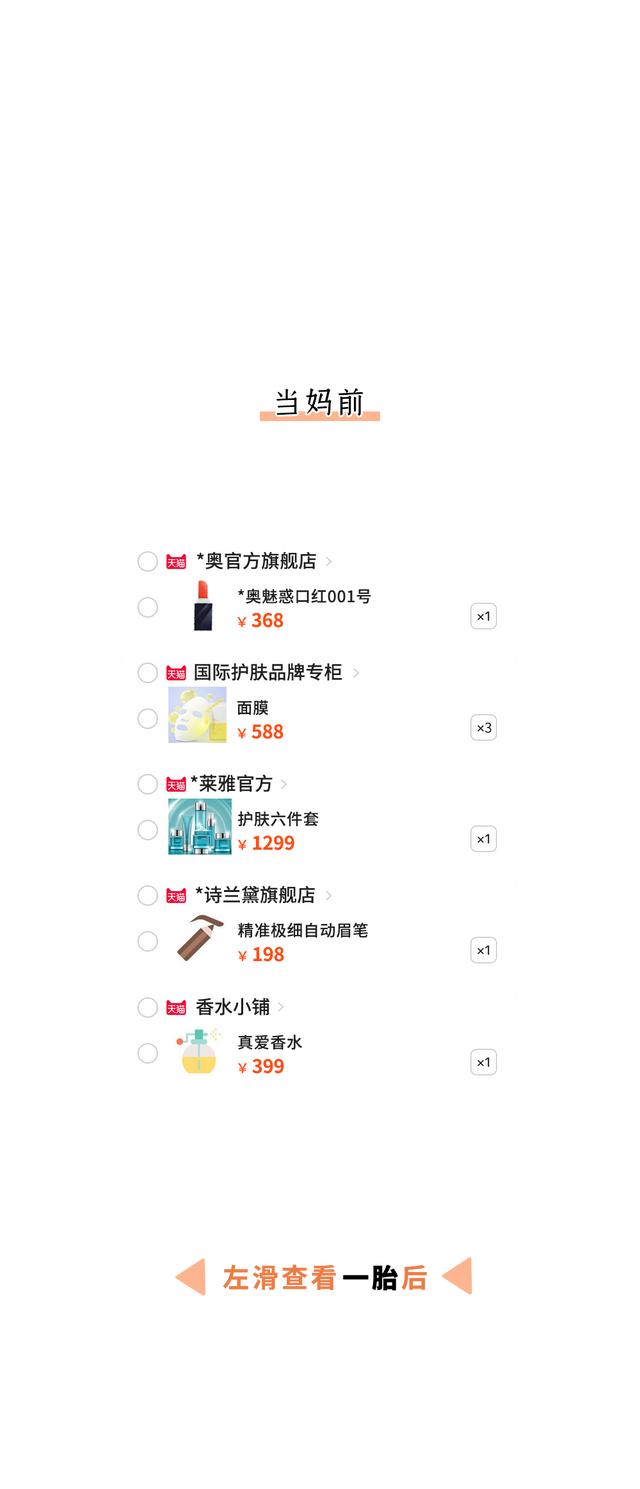 当妈前
天猫 *奥官方旗舰店 >
*奥魅惑口红001号
¥ 368
×1
天猫 国际护肤品牌专柜 >
面膜
¥ 588
×3
天猫 *莱雅官方 >
护肤六件套
¥ 1299
×1
天猫 *诗兰黛旗舰店 >
精准极细自动眉笔
¥ 198
×1
天猫 香水小铺 >
真爱香水
¥ 399
×1
左滑查看一胎后